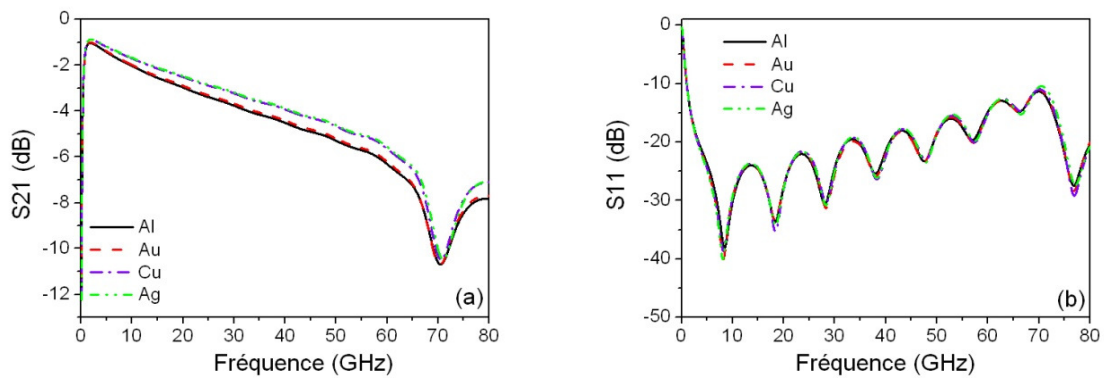 0
-2
-4
-6
-8
-10
-12
S21 (dB)
Al
Au
Cu
Ag
(a)
0 10 20 30 40 50 60 70 80
Fréquence (GHz)
0
-10
-20
-30
-40
-50
S11 (dB)
Al
Au
Cu
Ag
(b)
0 10 20 30 40 50 60 70 80
Fréquence (GHz)